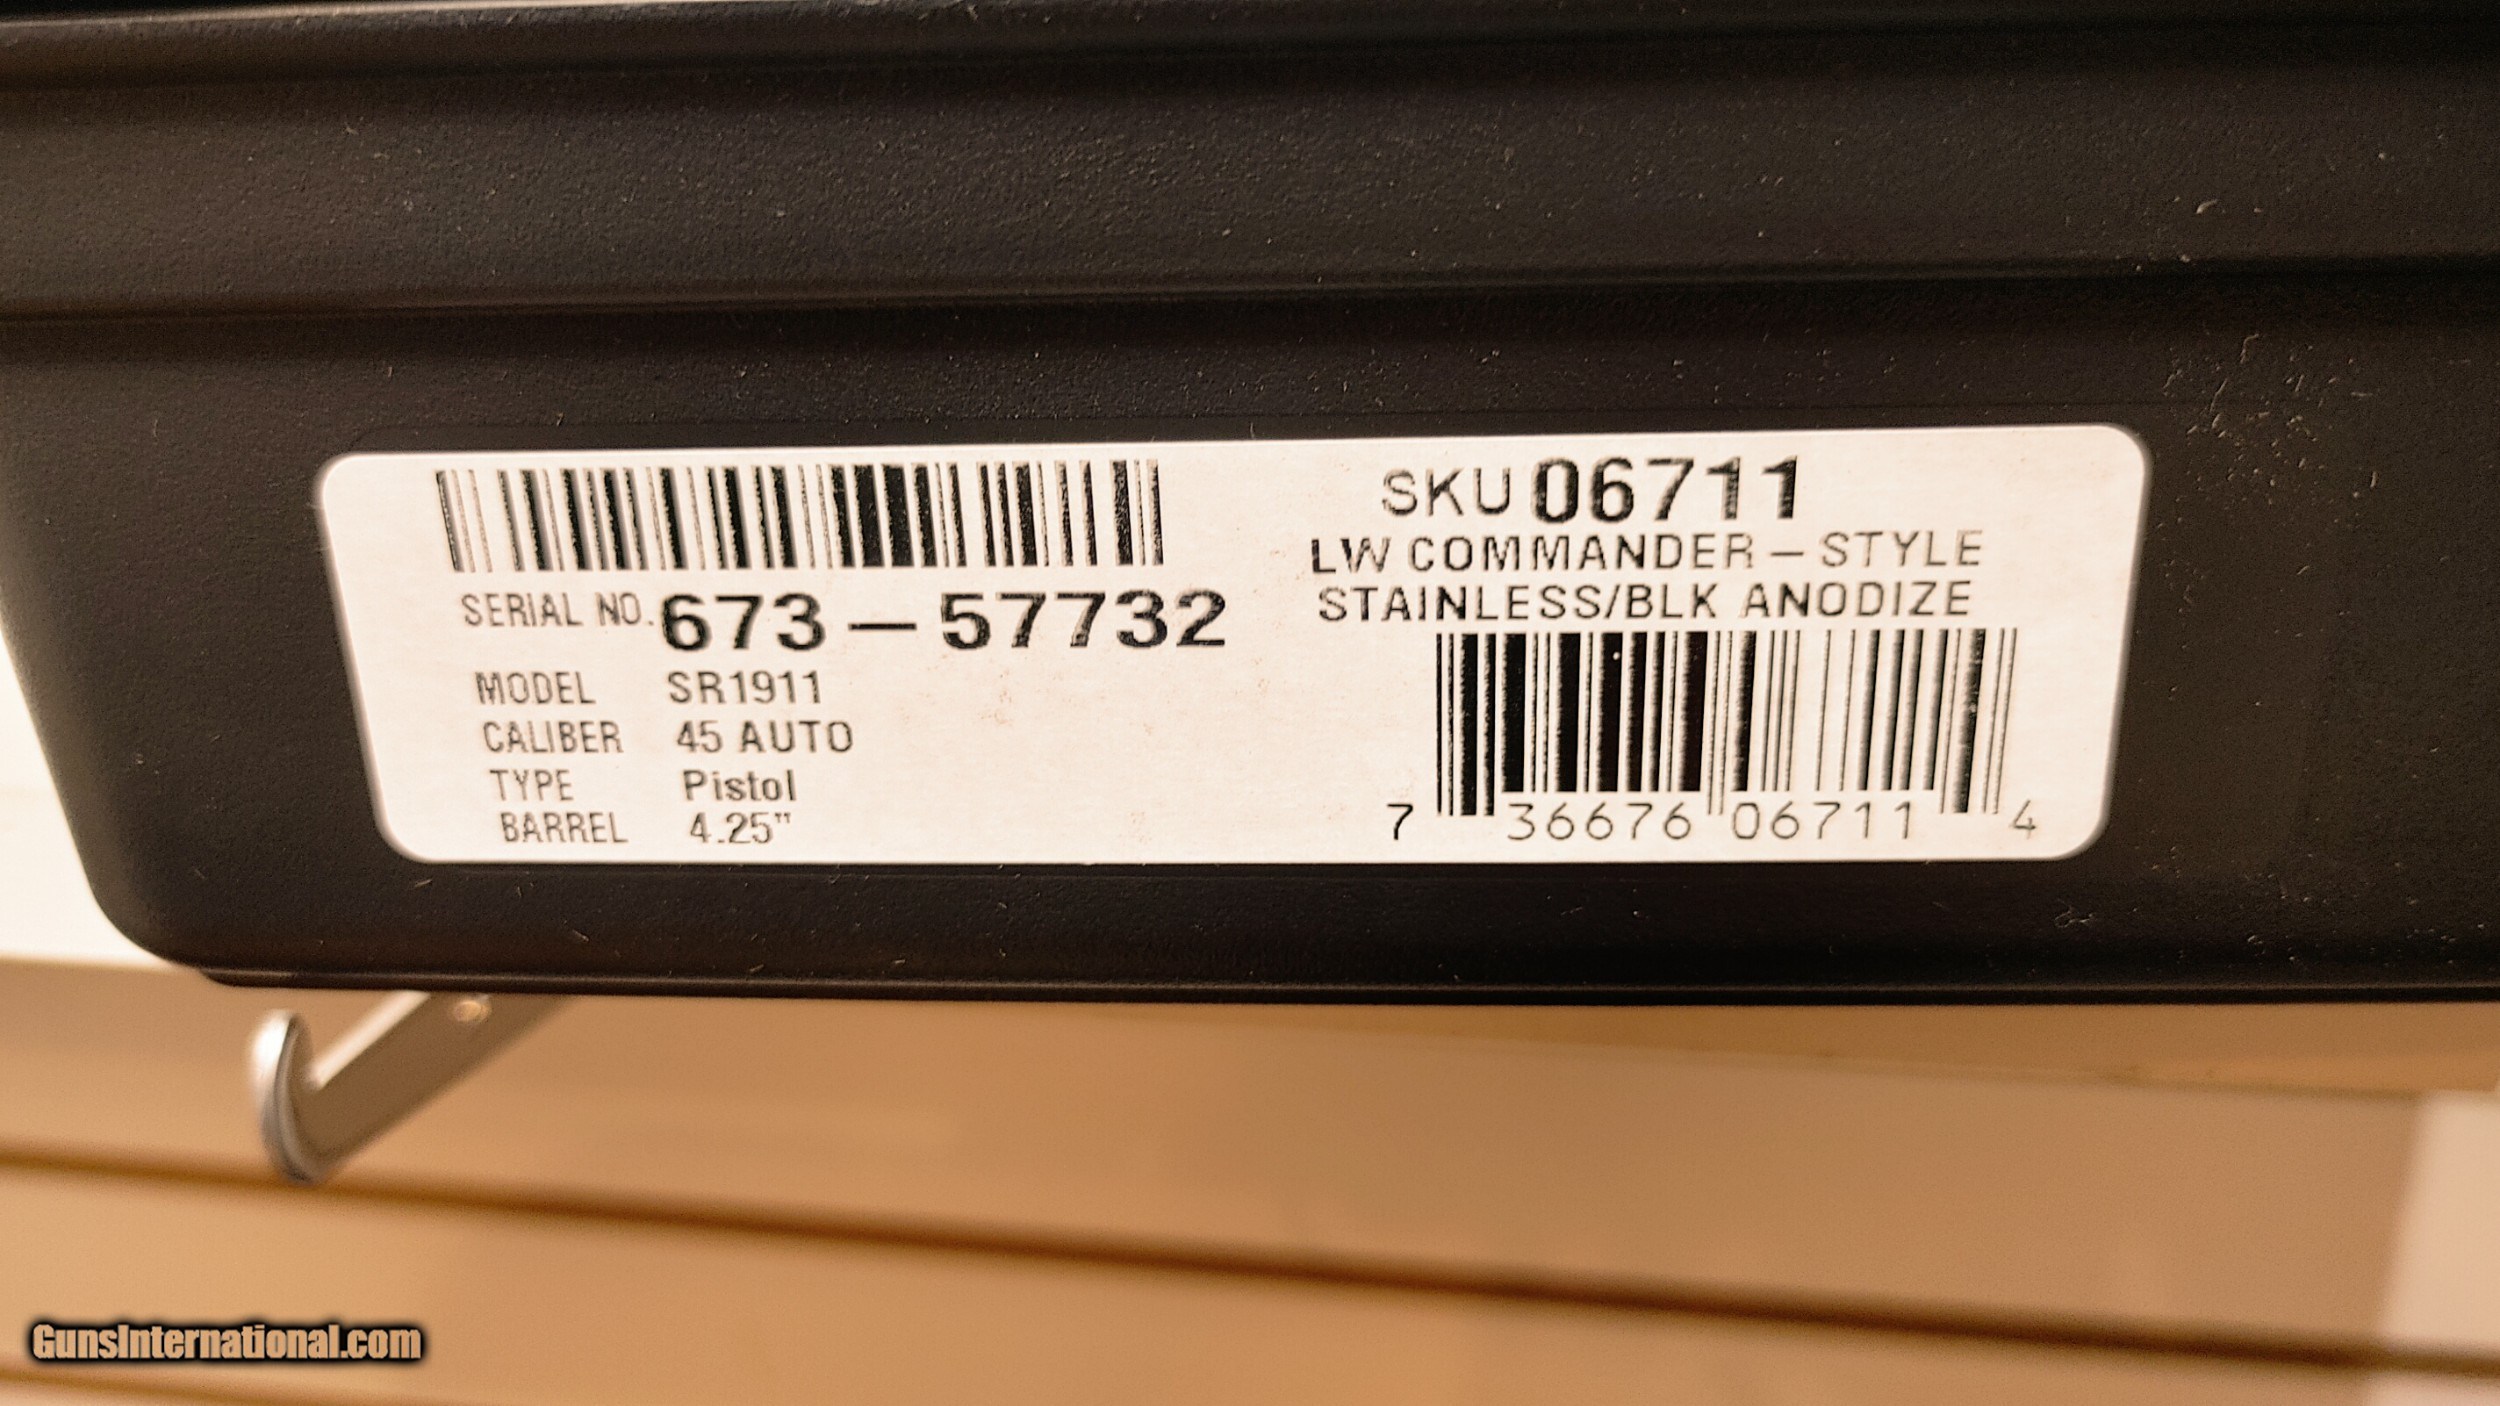 SERIAL NO. 673-57732
MODEL SR1911
CALIBER 45 AUTO
TYPE Pistol
BARREL 4.25"
SKU 06711
LW COMMANDER-STYLE
STAINLESS/BLK ANODIZE
7 36676 06711 4
GunsInternational.com